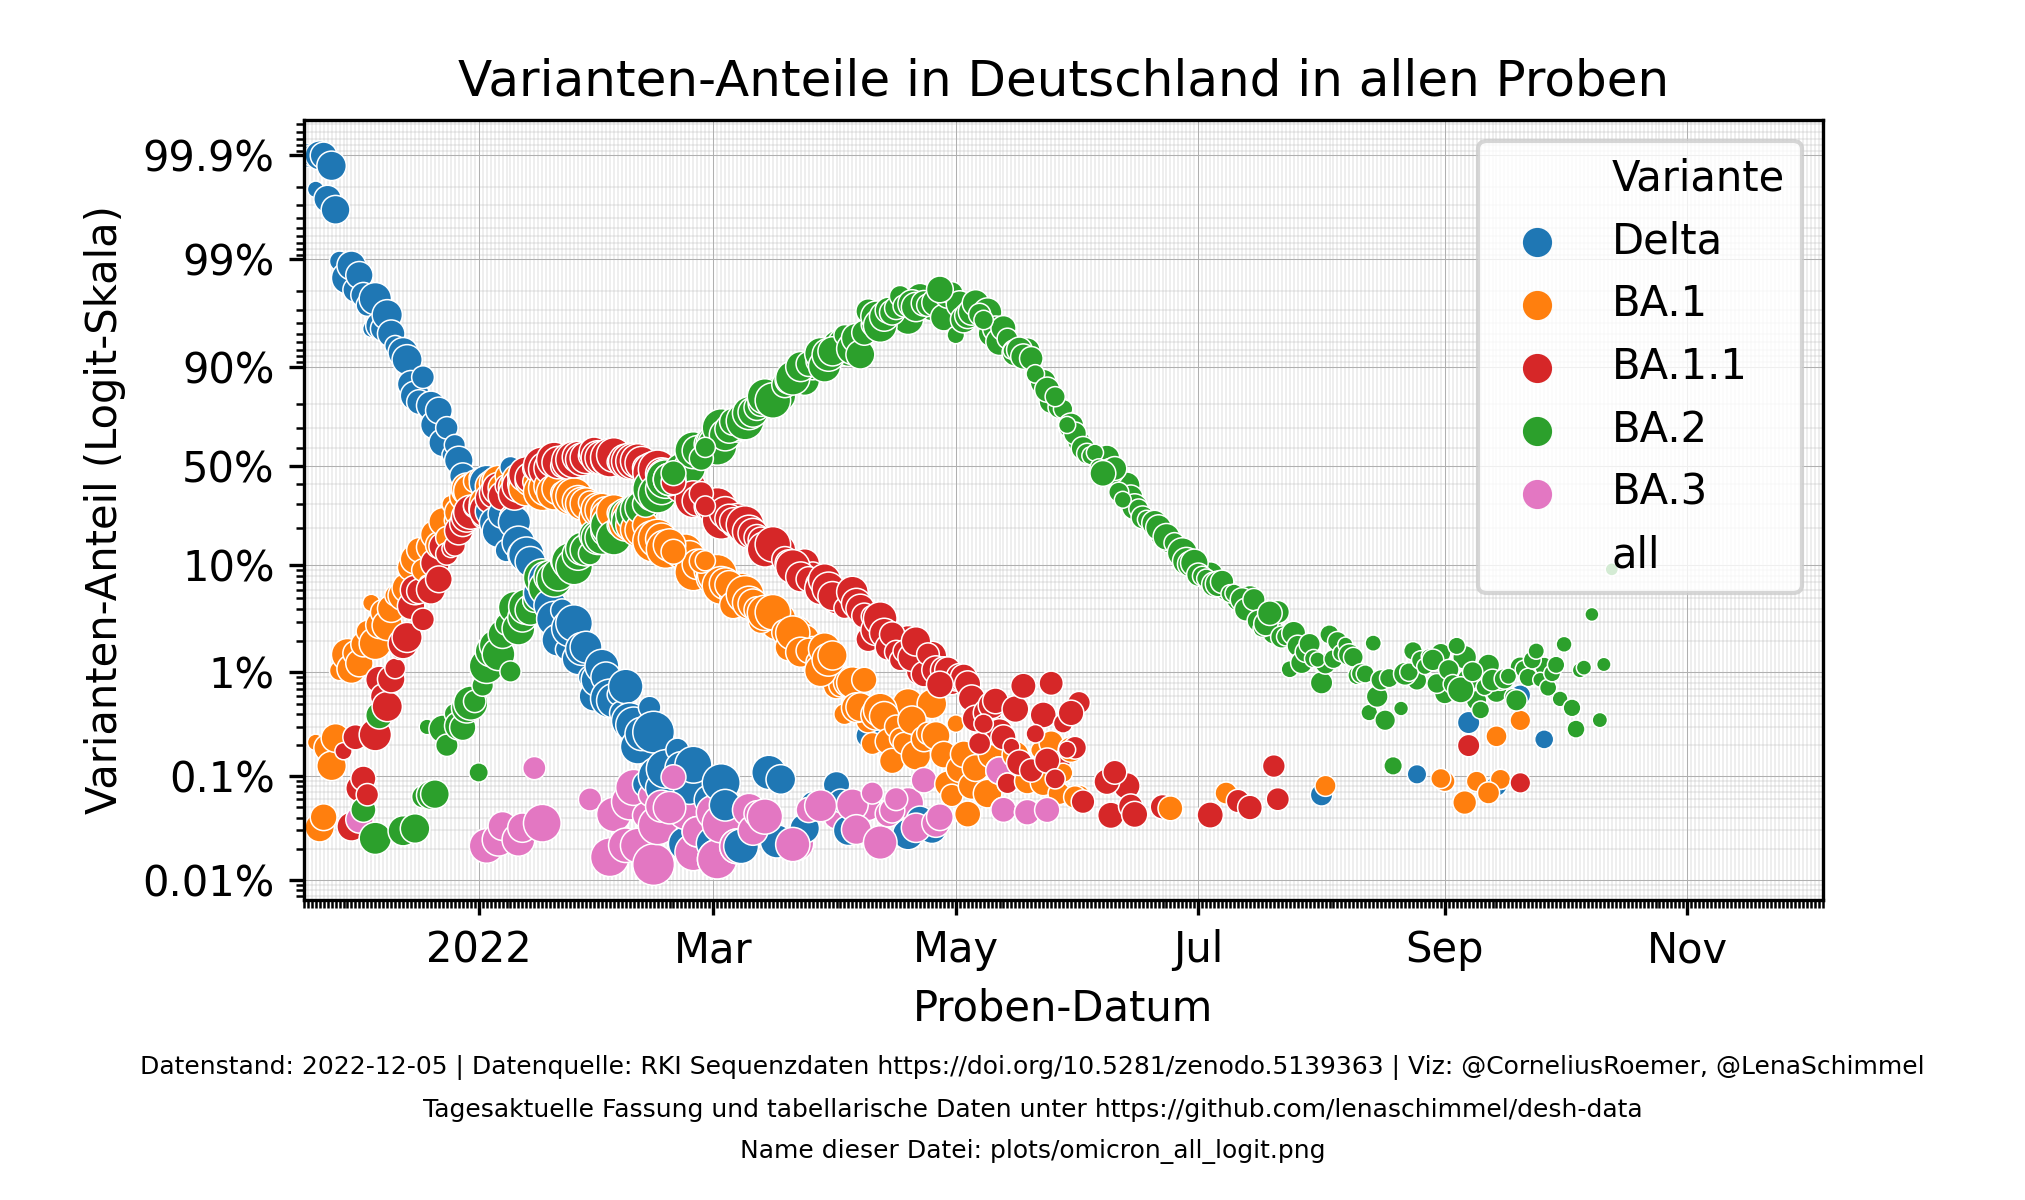 Varianten-Anteile in Deutschland in allen Proben
Varianten-Anteil (Logit-Skala)
99.9%
99%
90%
50%
10%
1%
0.1%
0.01%
Variante
Delta
BA.1
BA.1.1
BA.2
BA.3
all
2022 Mar May Jul Sep Nov
Proben-Datum
Datenstand: 2022-12-05 | Datenquelle: RKI Sequenzdaten https://doi.org/10.5281/zenodo.5139363 | Viz: @CorneliusRoemer, @LenaSchimmel
Tagesaktuelle Fassung und tabellarische Daten unter https://github.com/lenaschimmel/desh-data
Name dieser Datei: plots/omicron_all_logit.png